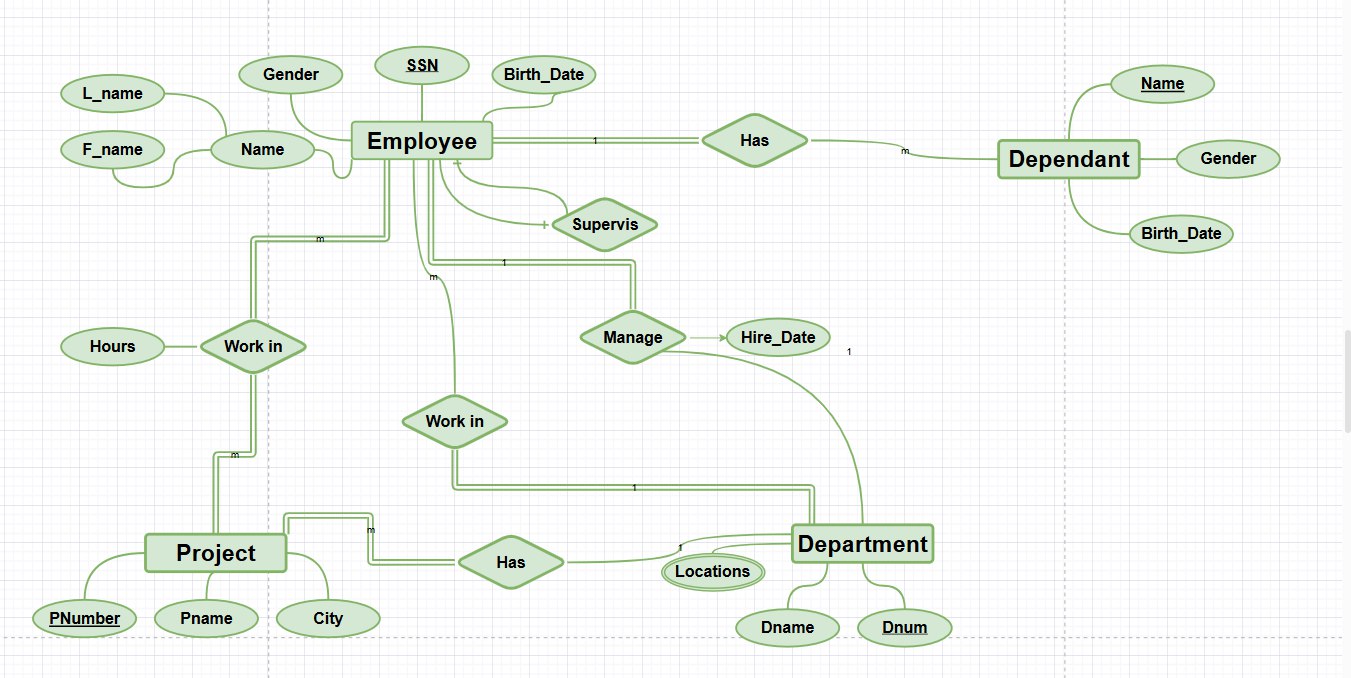 SSN
Gender
Birth_Date
L_name
Name
Employee
1
Has
F_name
Name
m
Dependant
Gender
Supervis
Birth_Date
m
1
m
Manage
Hire_Date
1
Hours
Work in
Work in
m
1
m
1
Department
Project
Has
Locations
PNumber
Pname
City
Dname
Dnum